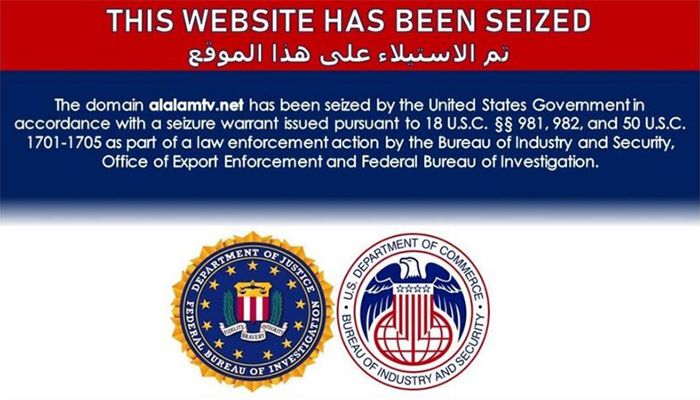 THIS WEBSITE HAS BEEN SEIZED
تم الاستيلاء على هذا الموقع
The domain alalamtv.net has been seized by the United States Government in
accordance with a seizure warrant issued pursuant to 18 U.S.C. §§ 981, 982, and 50 U.S.C.
1701-1705 as part of a law enforcement action by the Bureau of Industry and Security,
Office of Export Enforcement and Federal Bureau of Investigation.
DEPARTMENT OF JUSTICE
FIDELITY BRAVERY INTEGRITY
FEDERAL BUREAU OF INVESTIGATION
U.S. DEPARTMENT OF COMMERCE
BUREAU OF INDUSTRY AND SECURITY